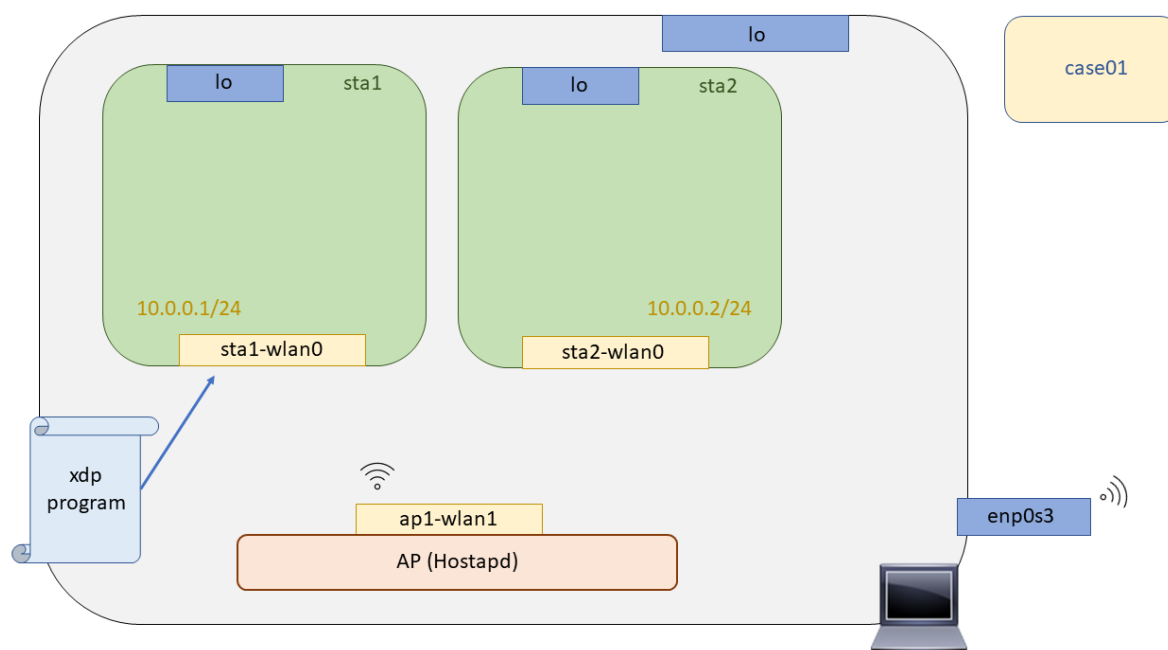 lo
case01
lo
sta1
lo
sta2
10.0.0.1/24
10.0.0.2/24
sta1-wlan0
sta2-wlan0
xdp
program
ap1-wlan1
enp0s3
AP (Hostapd)